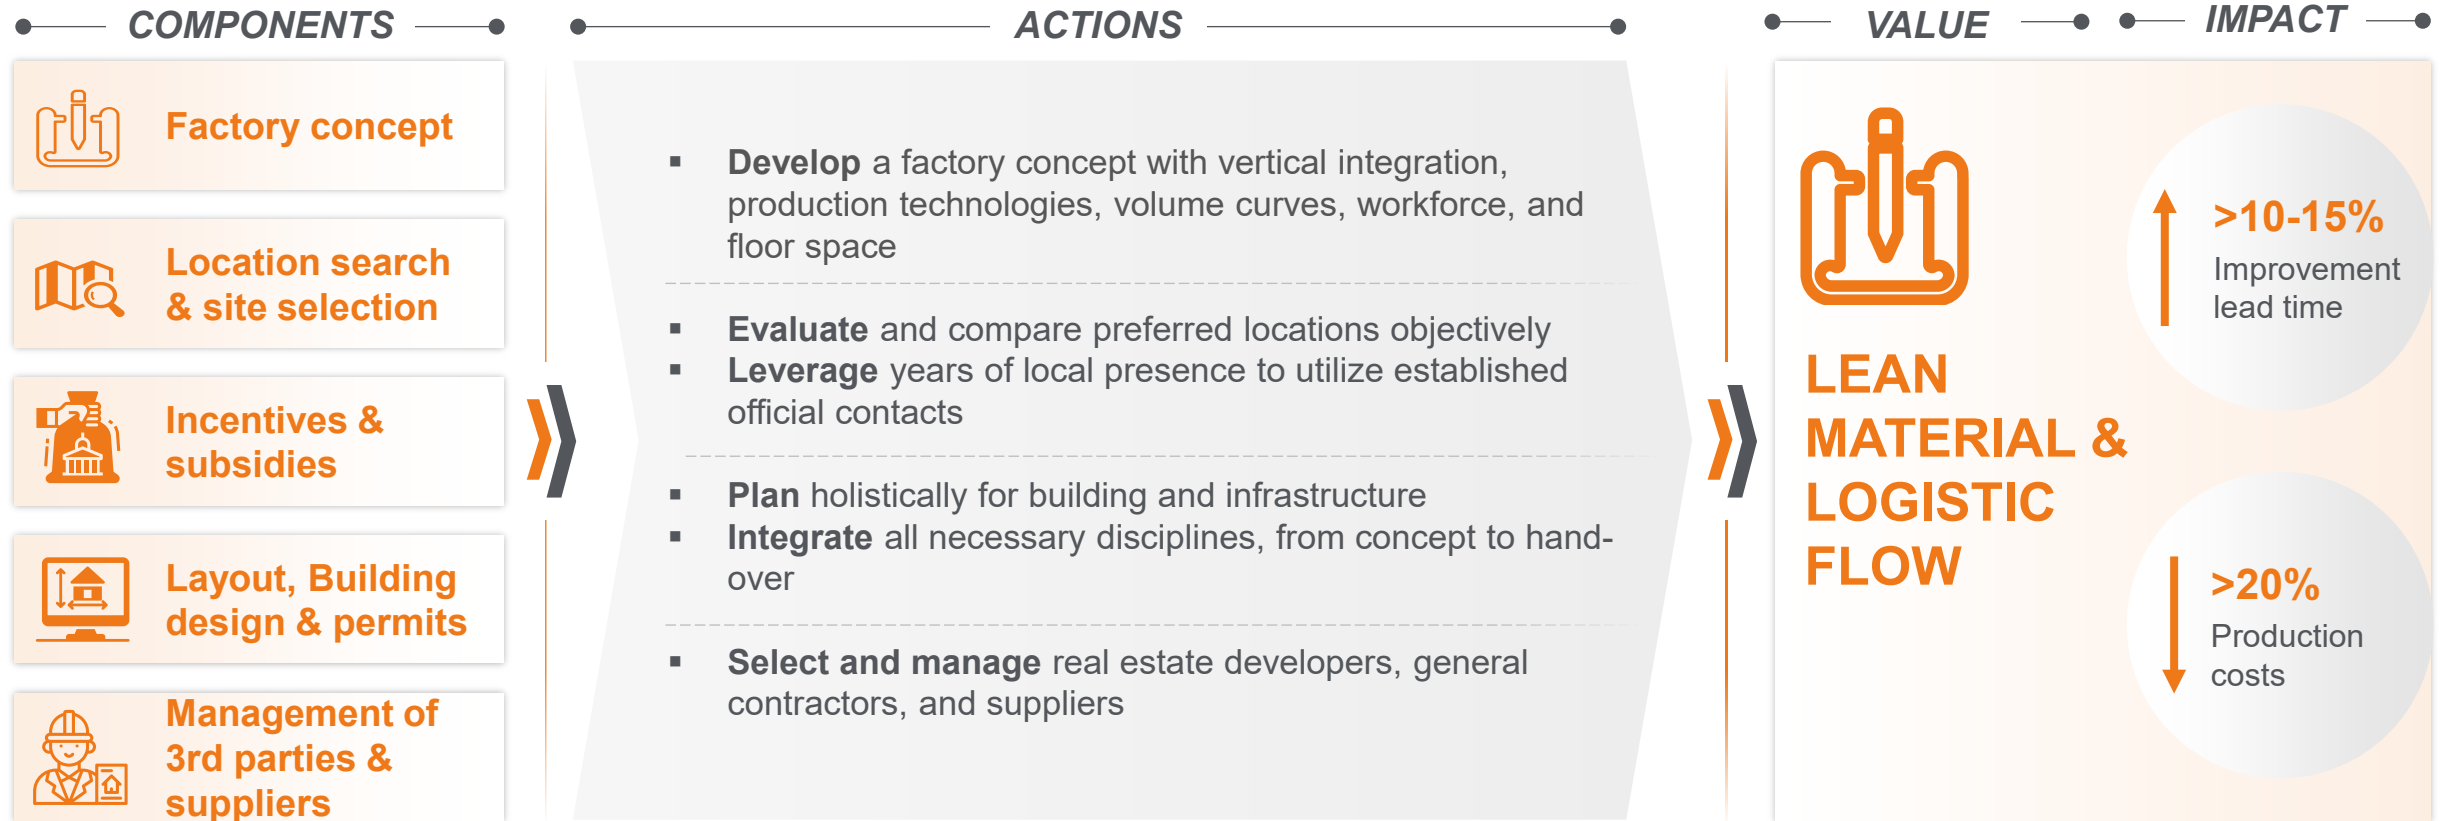 COMPONENTS
ACTIONS
VALUE
IMPACT
Factory concept
Location search
& site selection
Incentives &
subsidies
Layout, Building
design & permits
Management of
3rd parties &
suppliers
▪ Develop a factory concept with vertical integration,
production technologies, volume curves, workforce, and
floor space
▪ Evaluate and compare preferred locations objectively
▪ Leverage years of local presence to utilize established
official contacts
▪ Plan holistically for building and infrastructure
▪ Integrate all necessary disciplines, from concept to hand-
over
▪ Select and manage real estate developers, general
contractors, and suppliers
LEAN
MATERIAL &
LOGISTIC
FLOW
>10-15%
Improvement
lead time
>20%
Production
costs